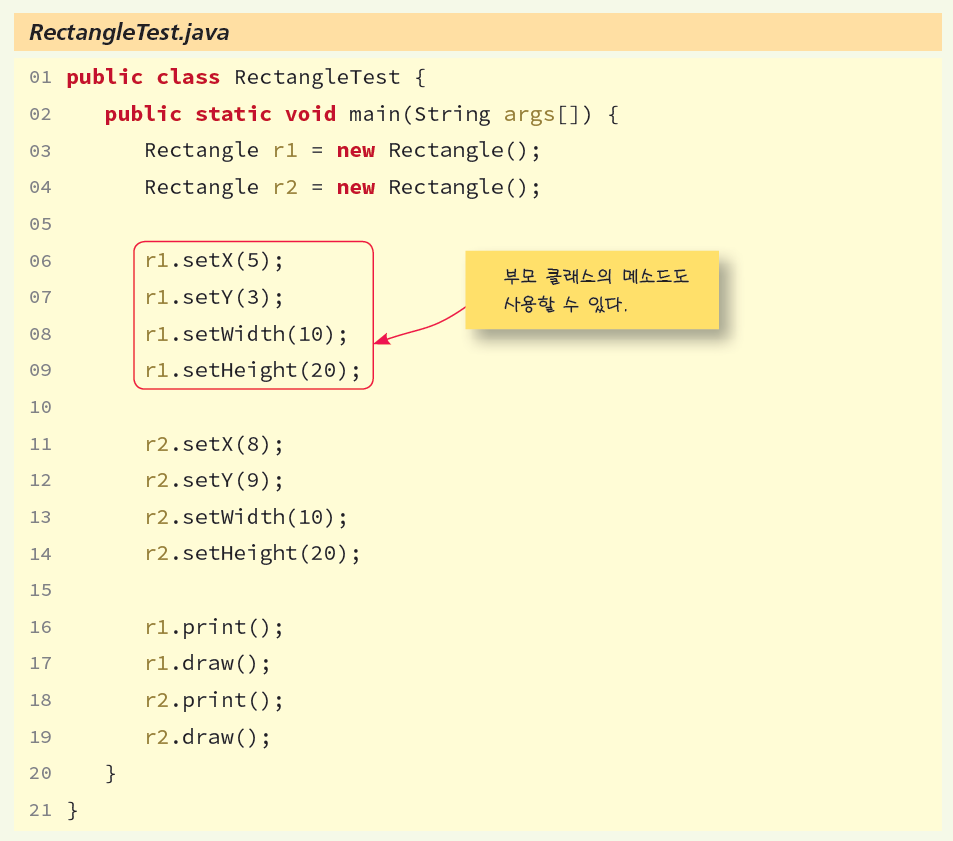 RectangleTest.java
01 public class RectangleTest {
02 public static void main(String args[]) {
03 Rectangle r1 = new Rectangle();
04 Rectangle r2 = new Rectangle();
05
06 r1.setX(5);
07 r1.setY(3);
08 r1.setWidth(10);
09 r1.setHeight(20);
부모 클래스의 메소드도
사용할 수 있다.
10
11 r2.setX(8);
12 r2.setY(9);
13 r2.setWidth(10);
14 r2.setHeight(20);
15
16 r1.print();
17 r1.draw();
18 r2.print();
19 r2.draw();
20 }
21 }